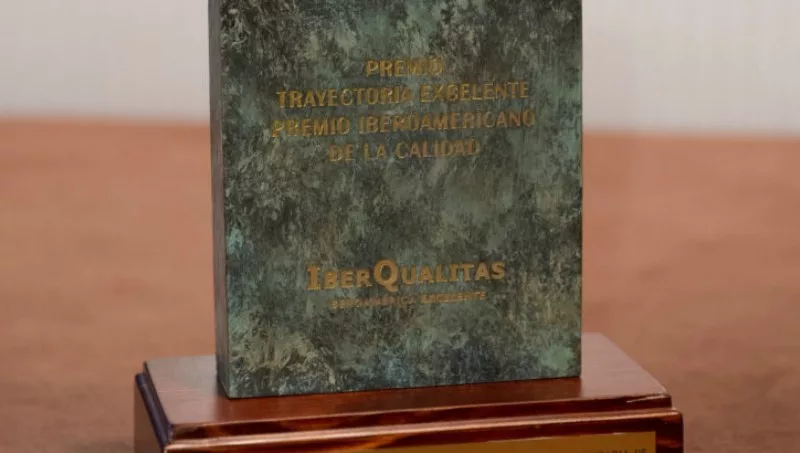 PREMIO
TRAYECTORIA EXCELENTE
PREMIO IBEROAMERICANO
DE LA CALIDAD
IBERQUALITAS
IBEROAMÉRICA EXCELENTE